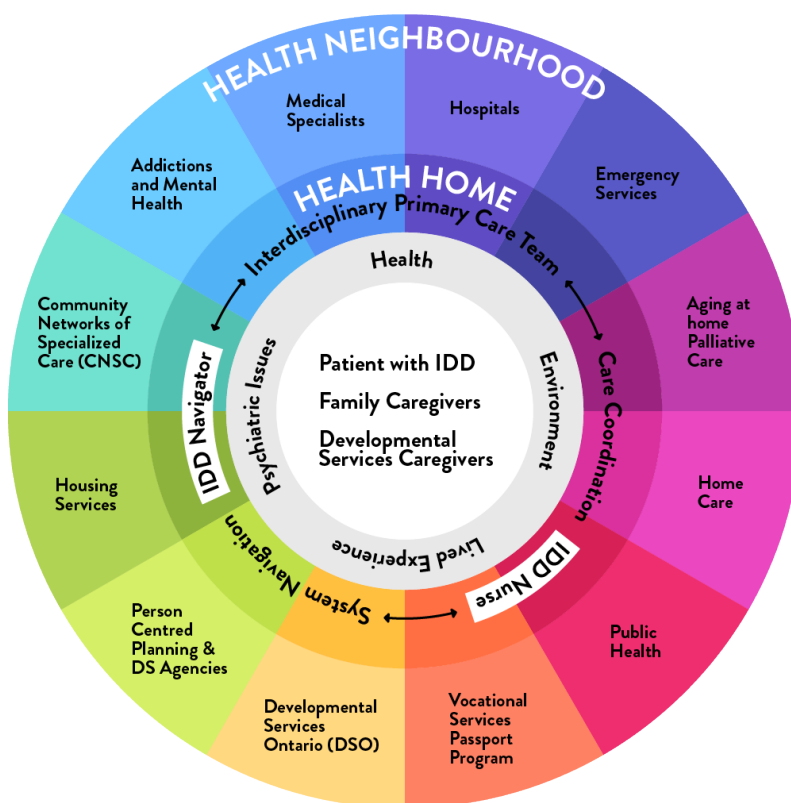 HEALTH NEIGHBOURHOOD
Medical
Specialists
Hospitals
Addictions
and Mental
Health
Emergency
Services
HEALTH HOME
Interdisciplinary Primary Care Team
Health
Community
Networks of
Specialized
Care (CNSC)
Aging at
home
Palliative
Care
IDD Navigator
Psychiatric Issues
Patient with IDD
Family Caregivers
Developmental
Services Caregivers
Environment
Care Coordination
Housing
Services
Home
Care
Lived Experience
System Navigation
IDD Nurse
Person
Centred
Planning &
DS Agencies
Public
Health
Developmental
Services
Ontario (DSO)
Vocational
Services
Passport
Program